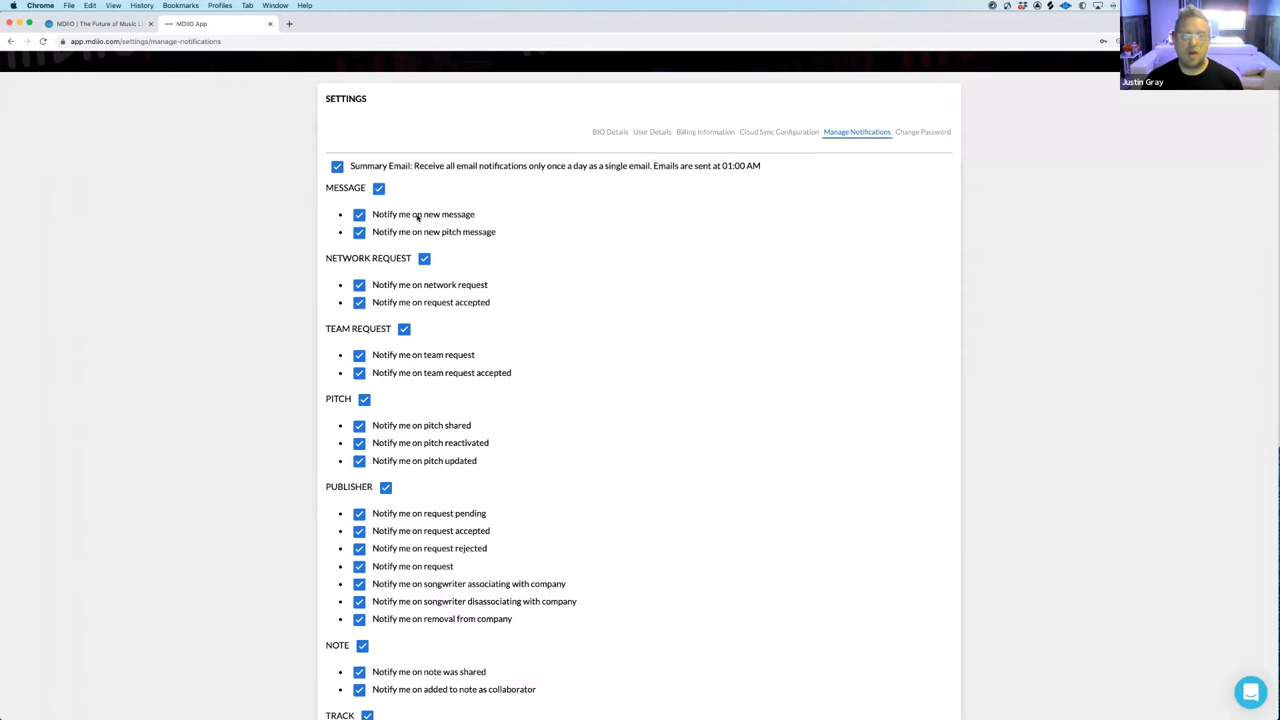 Chrome File Edit View History Bookmarks Profiles Tab Window Help
MDIIO | The Future of Music Li
MDIIO App
app.mdiio.com/settings/manage-notifications
Justin Gray
SETTINGS
BIO Details User Details Billing Information Cloud Sync Configuration Manage Notifications Change Password
Summary Email: Receive all email notifications only once a day as a single email. Emails are sent at 01:00 AM
MESSAGE
Notify me on new message
Notify me on new pitch message
NETWORK REQUEST
Notify me on network request
Notify me on request accepted
TEAM REQUEST
Notify me on team request
Notify me on team request accepted
PITCH
Notify me on pitch shared
Notify me on pitch reactivated
Notify me on pitch updated
PUBLISHER
Notify me on request pending
Notify me on request accepted
Notify me on request rejected
Notify me on request
Notify me on songwriter associating with company
Notify me on songwriter disassociating with company
Notify me on removal from company
NOTE
Notify me on note was shared
Notify me on added to note as collaborator
TRACK